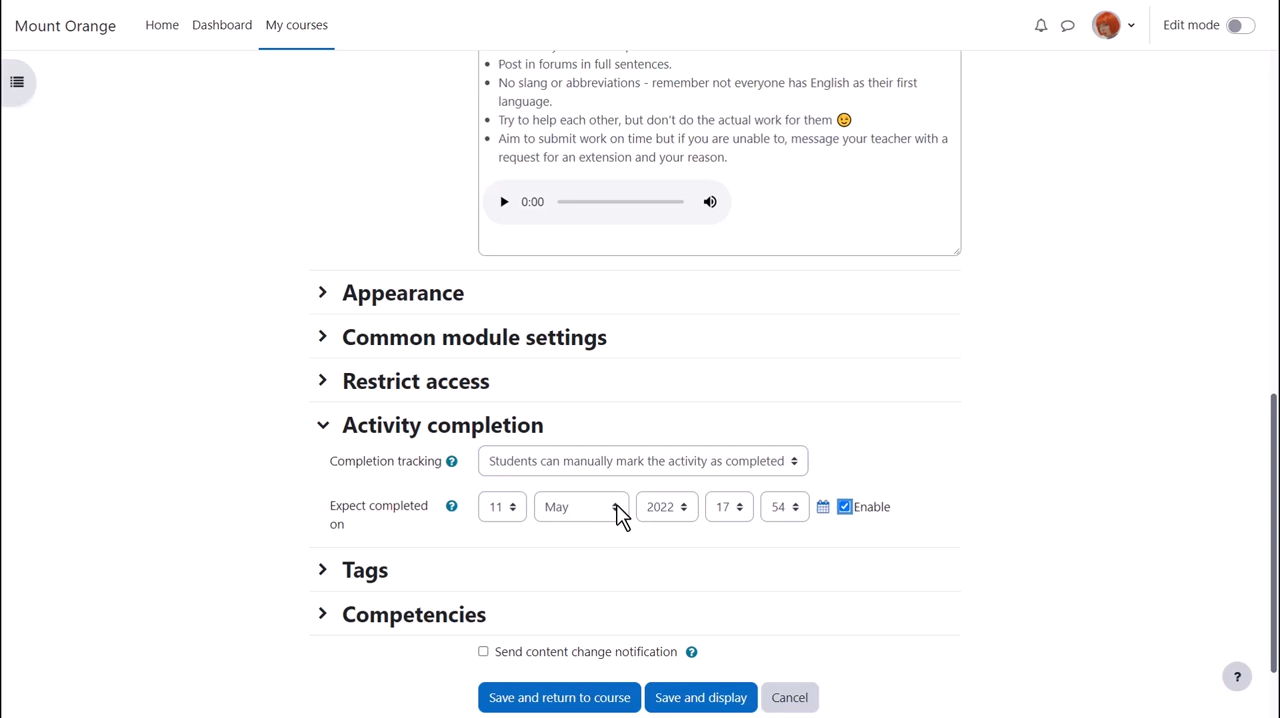 Mount Orange
Home
Dashboard
My courses
Edit mode
Post in forums in full sentences.
No slang or abbreviations - remember not everyone has English as their first
language.
Try to help each other, but don't do the actual work for them 😉
Aim to submit work on time but if you are unable to, message your teacher with a
request for an extension and your reason.
0:00
Appearance
Common module settings
Restrict access
Activity completion
Completion tracking ?
Students can manually mark the activity as completed
Expect completed
on
?
11
May
2022
17
54
Enable
Tags
Competencies
Send content change notification ?
Save and return to course
Save and display
Cancel
?